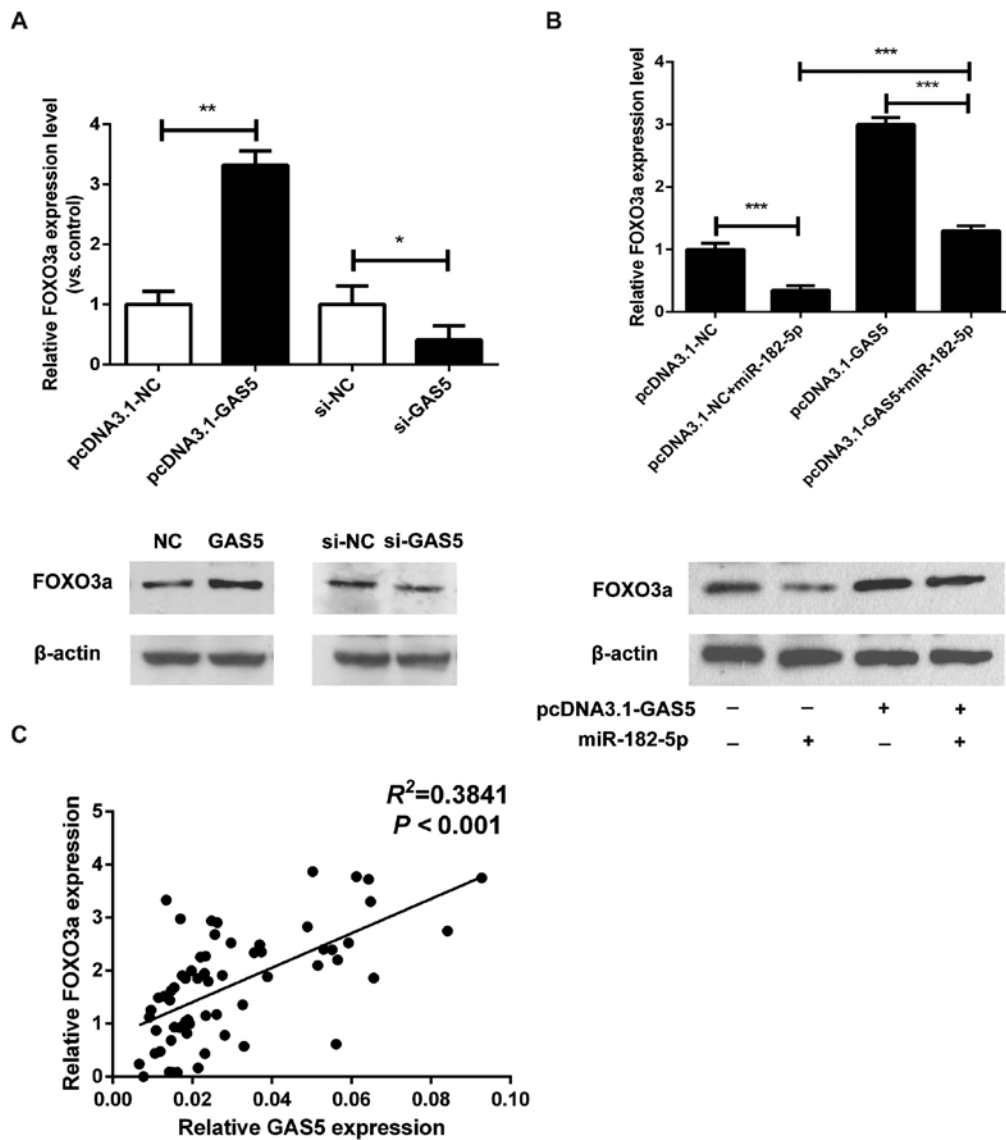 A
Relative FOXO3a expression level
(vs. control)
4
3
2
1
0
**
*
pcDNA3.1-NC
pcDNA3.1-GAS5
si-NC
si-GAS5
NC GAS5
si-NC si-GAS5
FOXO3a
β-actin
B
Relative FOXO3a expression level
4
3
2
1
0
***
***
***
pcDNA3.1-NC
pcDNA3.1-NC+miR-182-5p
pcDNA3.1-GAS5
pcDNA3.1-GAS5+miR-182-5p
FOXO3a
β-actin
pcDNA3.1-GAS5 – – + +
miR-182-5p – + – +
C
R²=0.3841
P < 0.001
Relative FOXO3a expression
5
4
3
2
1
0
0.00 0.02 0.04 0.06 0.08 0.10
Relative GAS5 expression